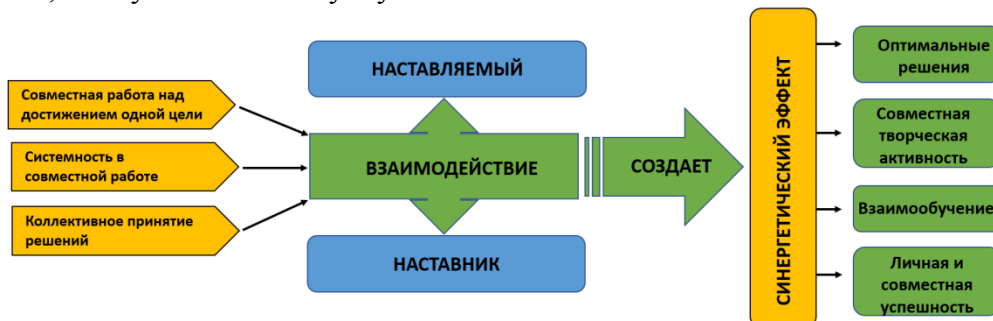 НАСТАВЛЯЕМЫЙ
Совместная работа над
достижением одной цели
Системность в
совместной работе
Коллективное принятие
решений
ВЗАИМОДЕЙСТВИЕ
НАСТАВНИК
СОЗДАЕТ
СИНЕРГЕТИЧЕСКИЙ ЭФФЕКТ
Оптимальные
решения
Совместная
творческая
активность
Взаимообучение
Личная и
совместная
успешность